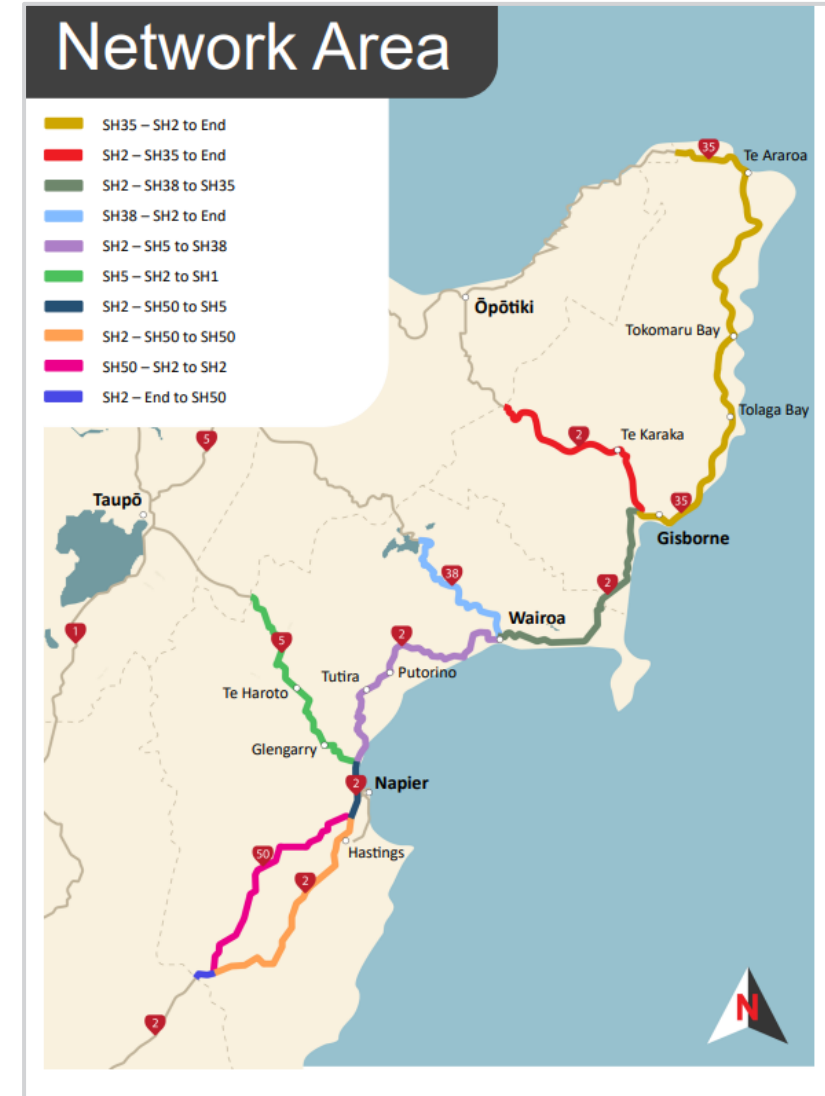 Network Area
SH35 – SH2 to End
SH2 – SH35 to End
SH2 – SH38 to SH35
SH38 – SH2 to End
SH2 – SH5 to SH38
SH5 – SH2 to SH1
SH2 – SH50 to SH5
SH2 – SH50 to SH50
SH50 – SH2 to SH2
SH2 – End to SH50
35
Te Araroa
Ōpōtiki
Tokomaru Bay
Tolaga Bay
2
Te Karaka
5
Taupō
35
Gisborne
38
2
Wairoa
1
5
2
Putorino
Tutira
Te Haroto
Glengarry
2
Napier
50
Hastings
2
2
N